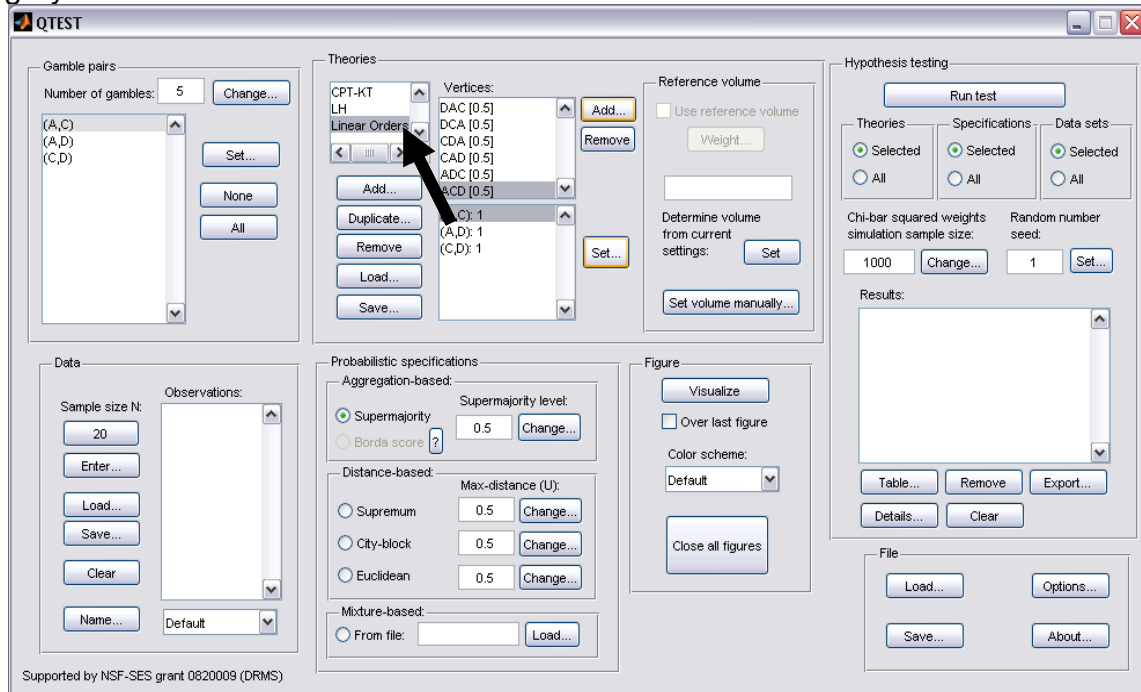 QTEST
Gamble pairs
Number of gambles: 5 Change...
(A,C)
(A,D)
(C,D)
Set...
None
All
Theories
CPT-KT
LH
Linear Orders
Add...
Duplicate...
Remove
Load...
Save...
Vertices:
DAC [0.5]
DCA [0.5]
CDA [0.5]
CAD [0.5]
ADC [0.5]
ACD [0.5]
Add...
Remove
C): 1
(A,D): 1
(C,D): 1
Set...
Reference volume
Use reference volume
Weight...
Determine volume
from current
settings: Set
Set volume manually...
Hypothesis testing
Run test
Theories
Selected
All
Specifications
Selected
All
Data sets
Selected
All
Chi-bar squared weights
simulation sample size:
1000 Change...
Random number
seed:
1 Set...
Results:
Table... Remove Export...
Details... Clear
Data
Sample size N:
20
Enter...
Load...
Save...
Clear
Name...
Observations:
Default
Probabilistic specifications
Aggregation-based:
Supermajority level:
Supermajority 0.5 Change...
Borda score ?
Distance-based:
Max-distance (U):
Supremum 0.5 Change...
City-block 0.5 Change...
Euclidean 0.5 Change...
Mixture-based:
From file: Load...
Figure
Visualize
Over last figure
Color scheme:
Default
Close all figures
File
Load... Options...
Save... About...
Supported by NSF-SES grant 0820009 (DRMS)